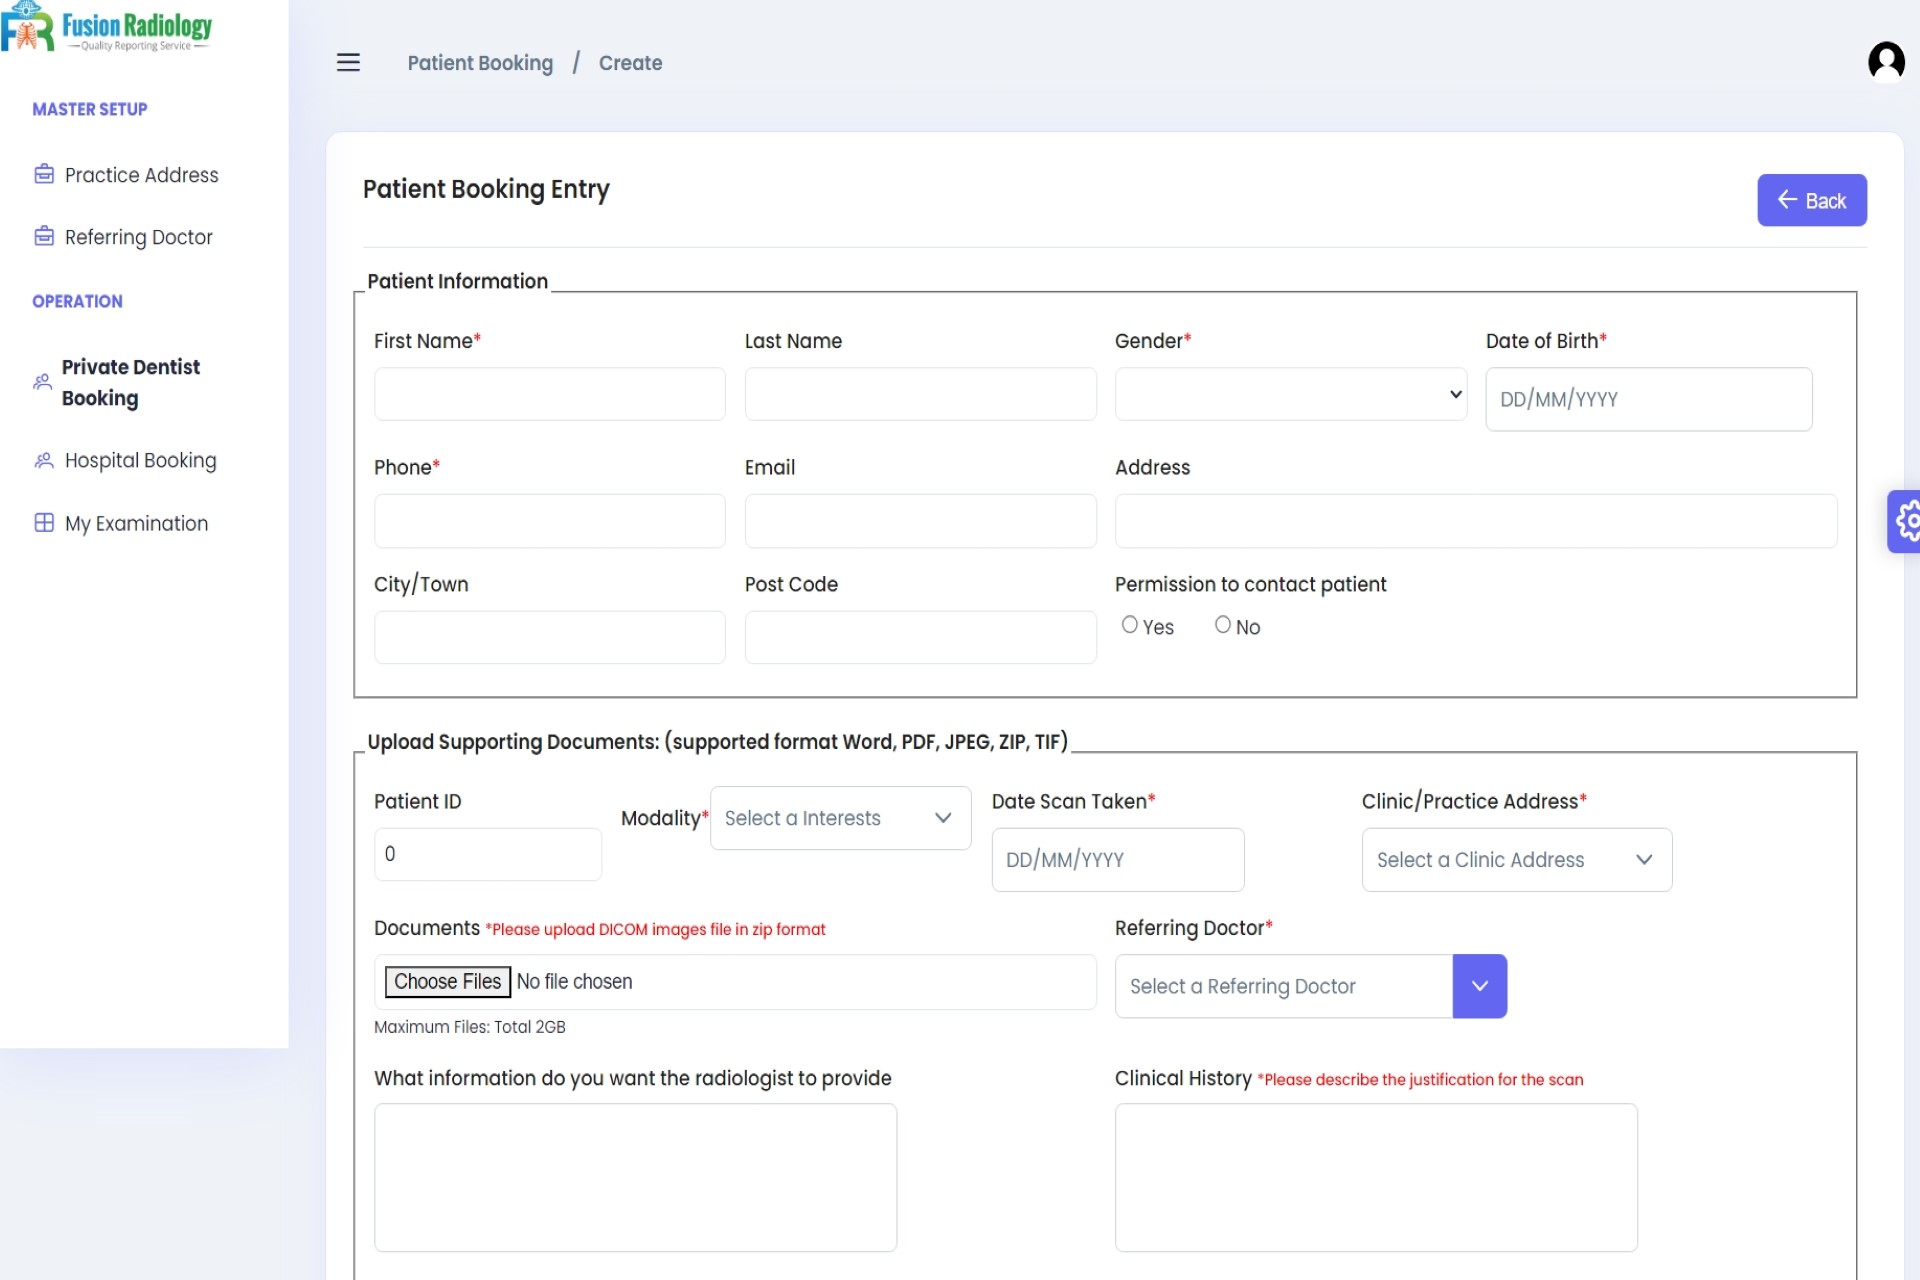 Fusion Radiology
Quality Reporting Service
MASTER SETUP
Practice Address
Referring Doctor
OPERATION
Private Dentist
Booking
Hospital Booking
My Examination
Patient Booking / Create
Patient Booking Entry
Back
Patient Information
First Name*
Last Name
Gender*
Date of Birth*
DD/MM/YYYY
Phone*
Email
Address
City/Town
Post Code
Permission to contact patient
Yes
No
Upload Supporting Documents: (supported format Word, PDF, JPEG, ZIP, TIF)
Patient ID
0
Modality*
Select a Interests
Date Scan Taken*
DD/MM/YYYY
Clinic/Practice Address*
Select a Clinic Address
Documents *Please upload DICOM images file in zip format
Choose Files No file chosen
Maximum Files: Total 2GB
Referring Doctor*
Select a Referring Doctor
What information do you want the radiologist to provide
Clinical History *Please describe the justification for the scan